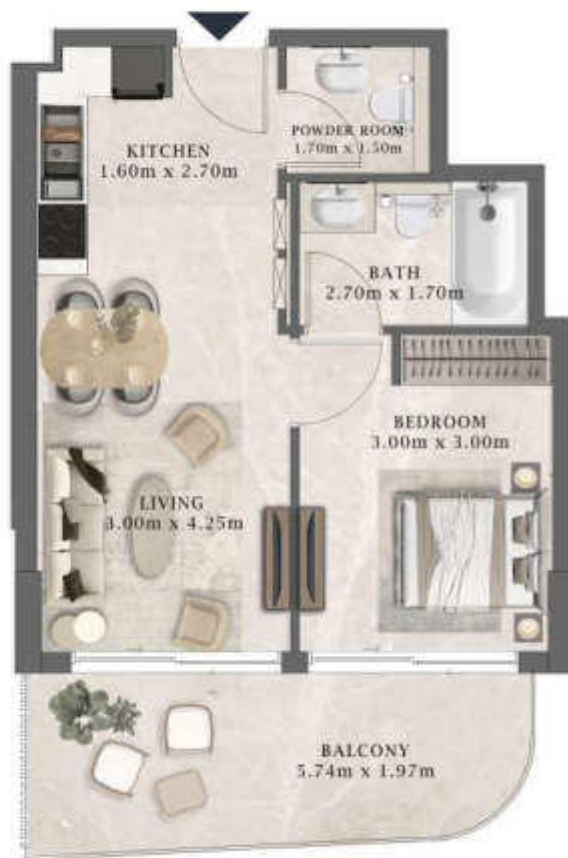 POWDER ROOM
1.70m x 1.50m
KITCHEN
1.60m x 2.70m
BATH
2.70m x 1.70m
BEDROOM
3.00m x 3.00m
LIVING
3.00m x 4.25m
BALCONY
5.74m x 1.97m